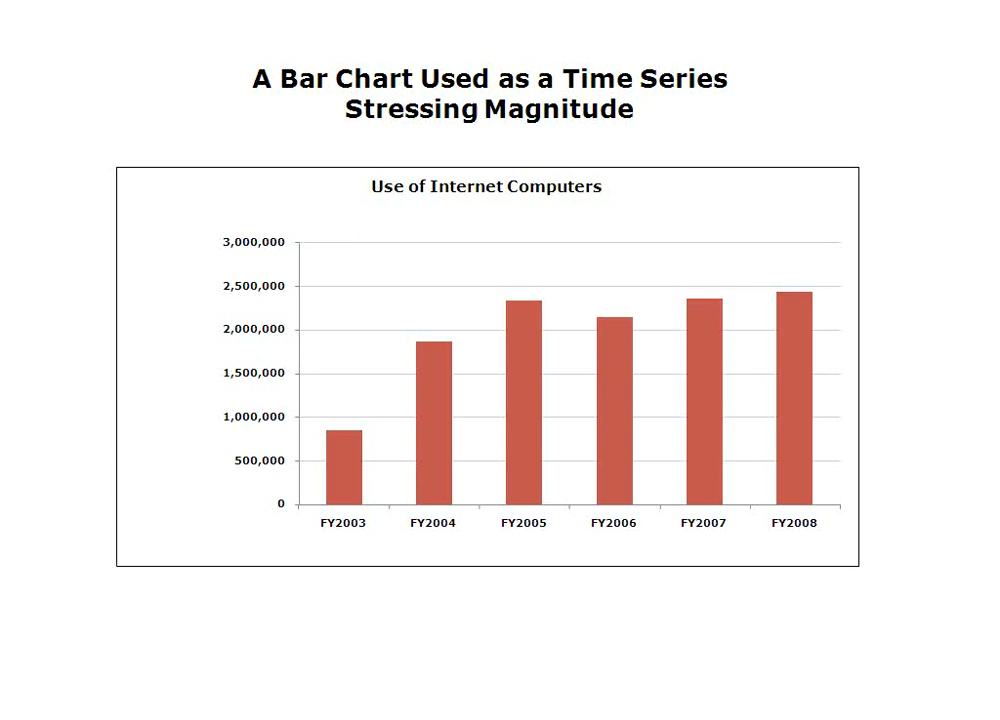 A Bar Chart Used as a Time Series
Stressing Magnitude
Use of Internet Computers
3,000,000
2,500,000
2,000,000
1,500,000
1,000,000
500,000
0
FY2003 FY2004 FY2005 FY2006 FY2007 FY2008